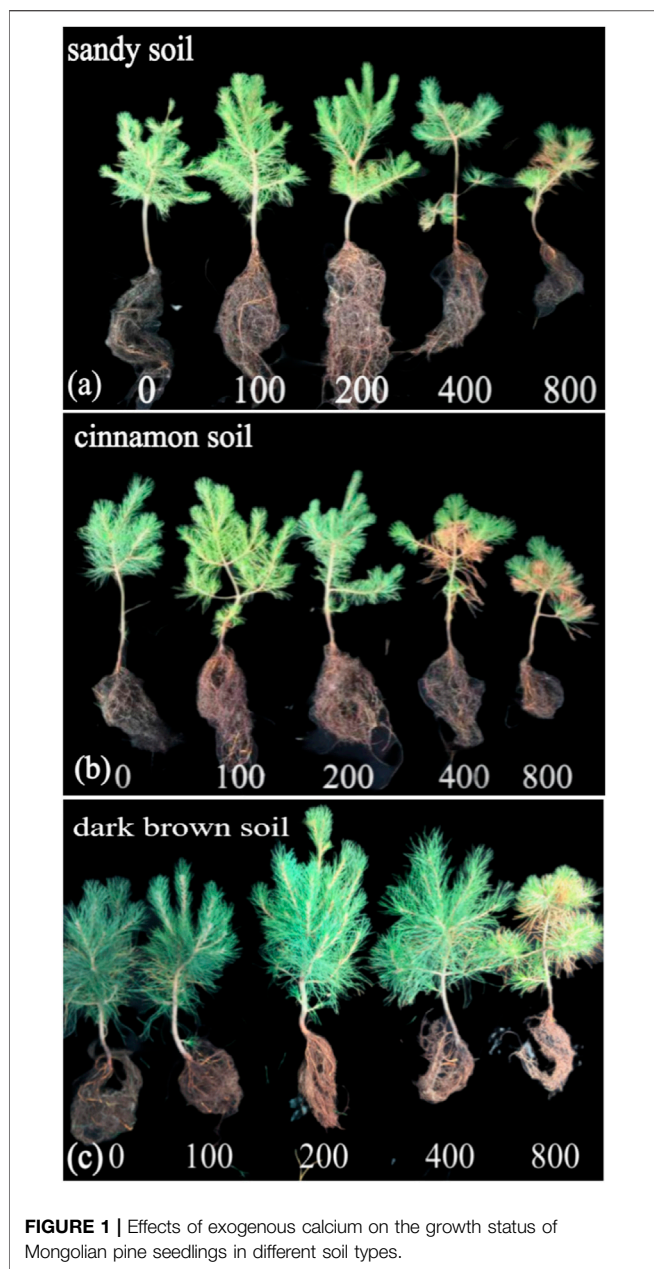 sandy soil
(a) 0 100 200 400 800
cinnamon soil
(b) 0 100 200 400 800
dark brown soil
(c) 0 100 200 400 800
FIGURE 1 | Effects of exogenous calcium on the growth status of
Mongolian pine seedlings in different soil types.